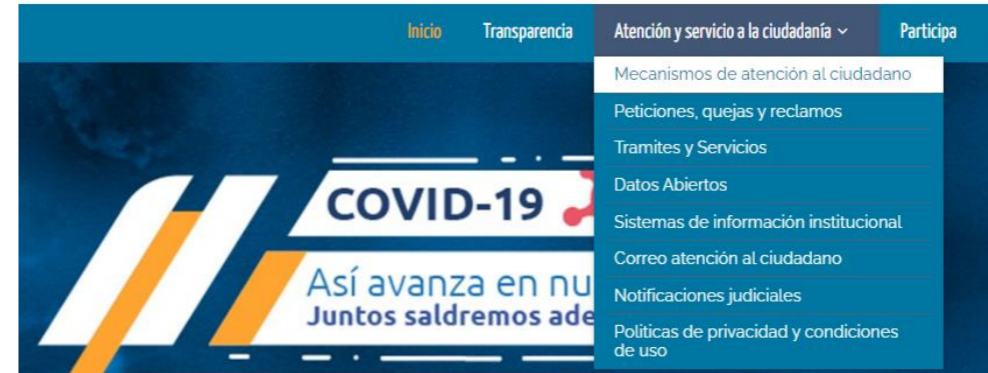 Inicio Transparencia Atención y servicio a la ciudadanía Participa
Mecanismos de atención al ciudadano
Peticiones, quejas y reclamos
Tramites y Servicios
Datos Abiertos
Sistemas de información institucional
Correo atención al ciudadano
Notificaciones judiciales
Politicas de privacidad y condiciones
de uso
COVID-19
Así avanza en nu
Juntos saldremos ade